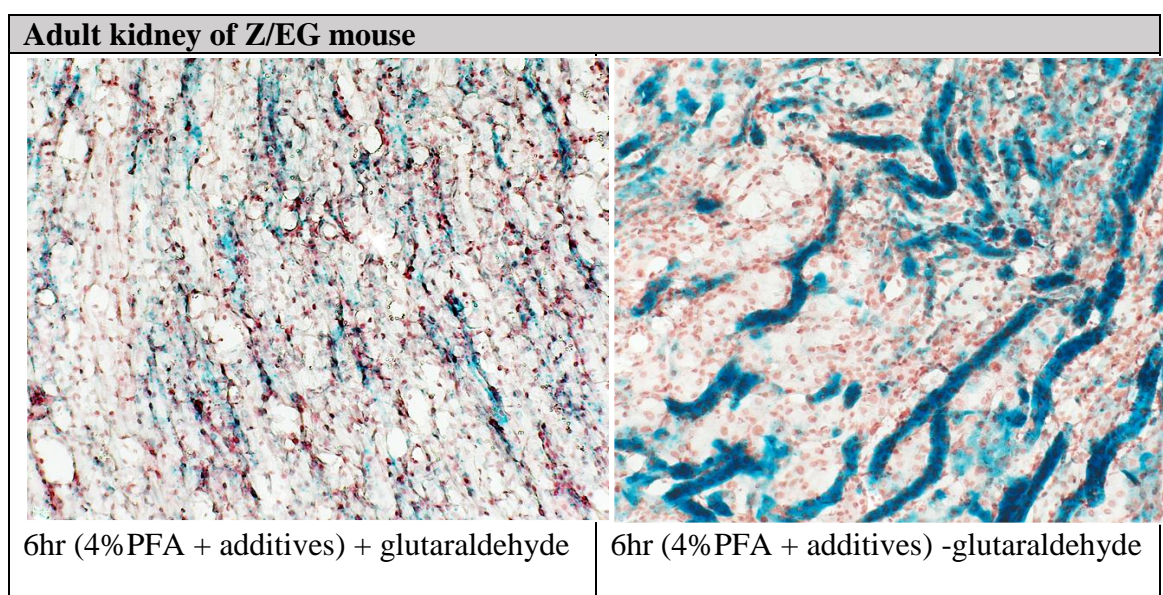 Adult kidney of Z/EG mouse
6hr (4%PFA + additives) + glutaraldehyde
6hr (4%PFA + additives) -glutaraldehyde